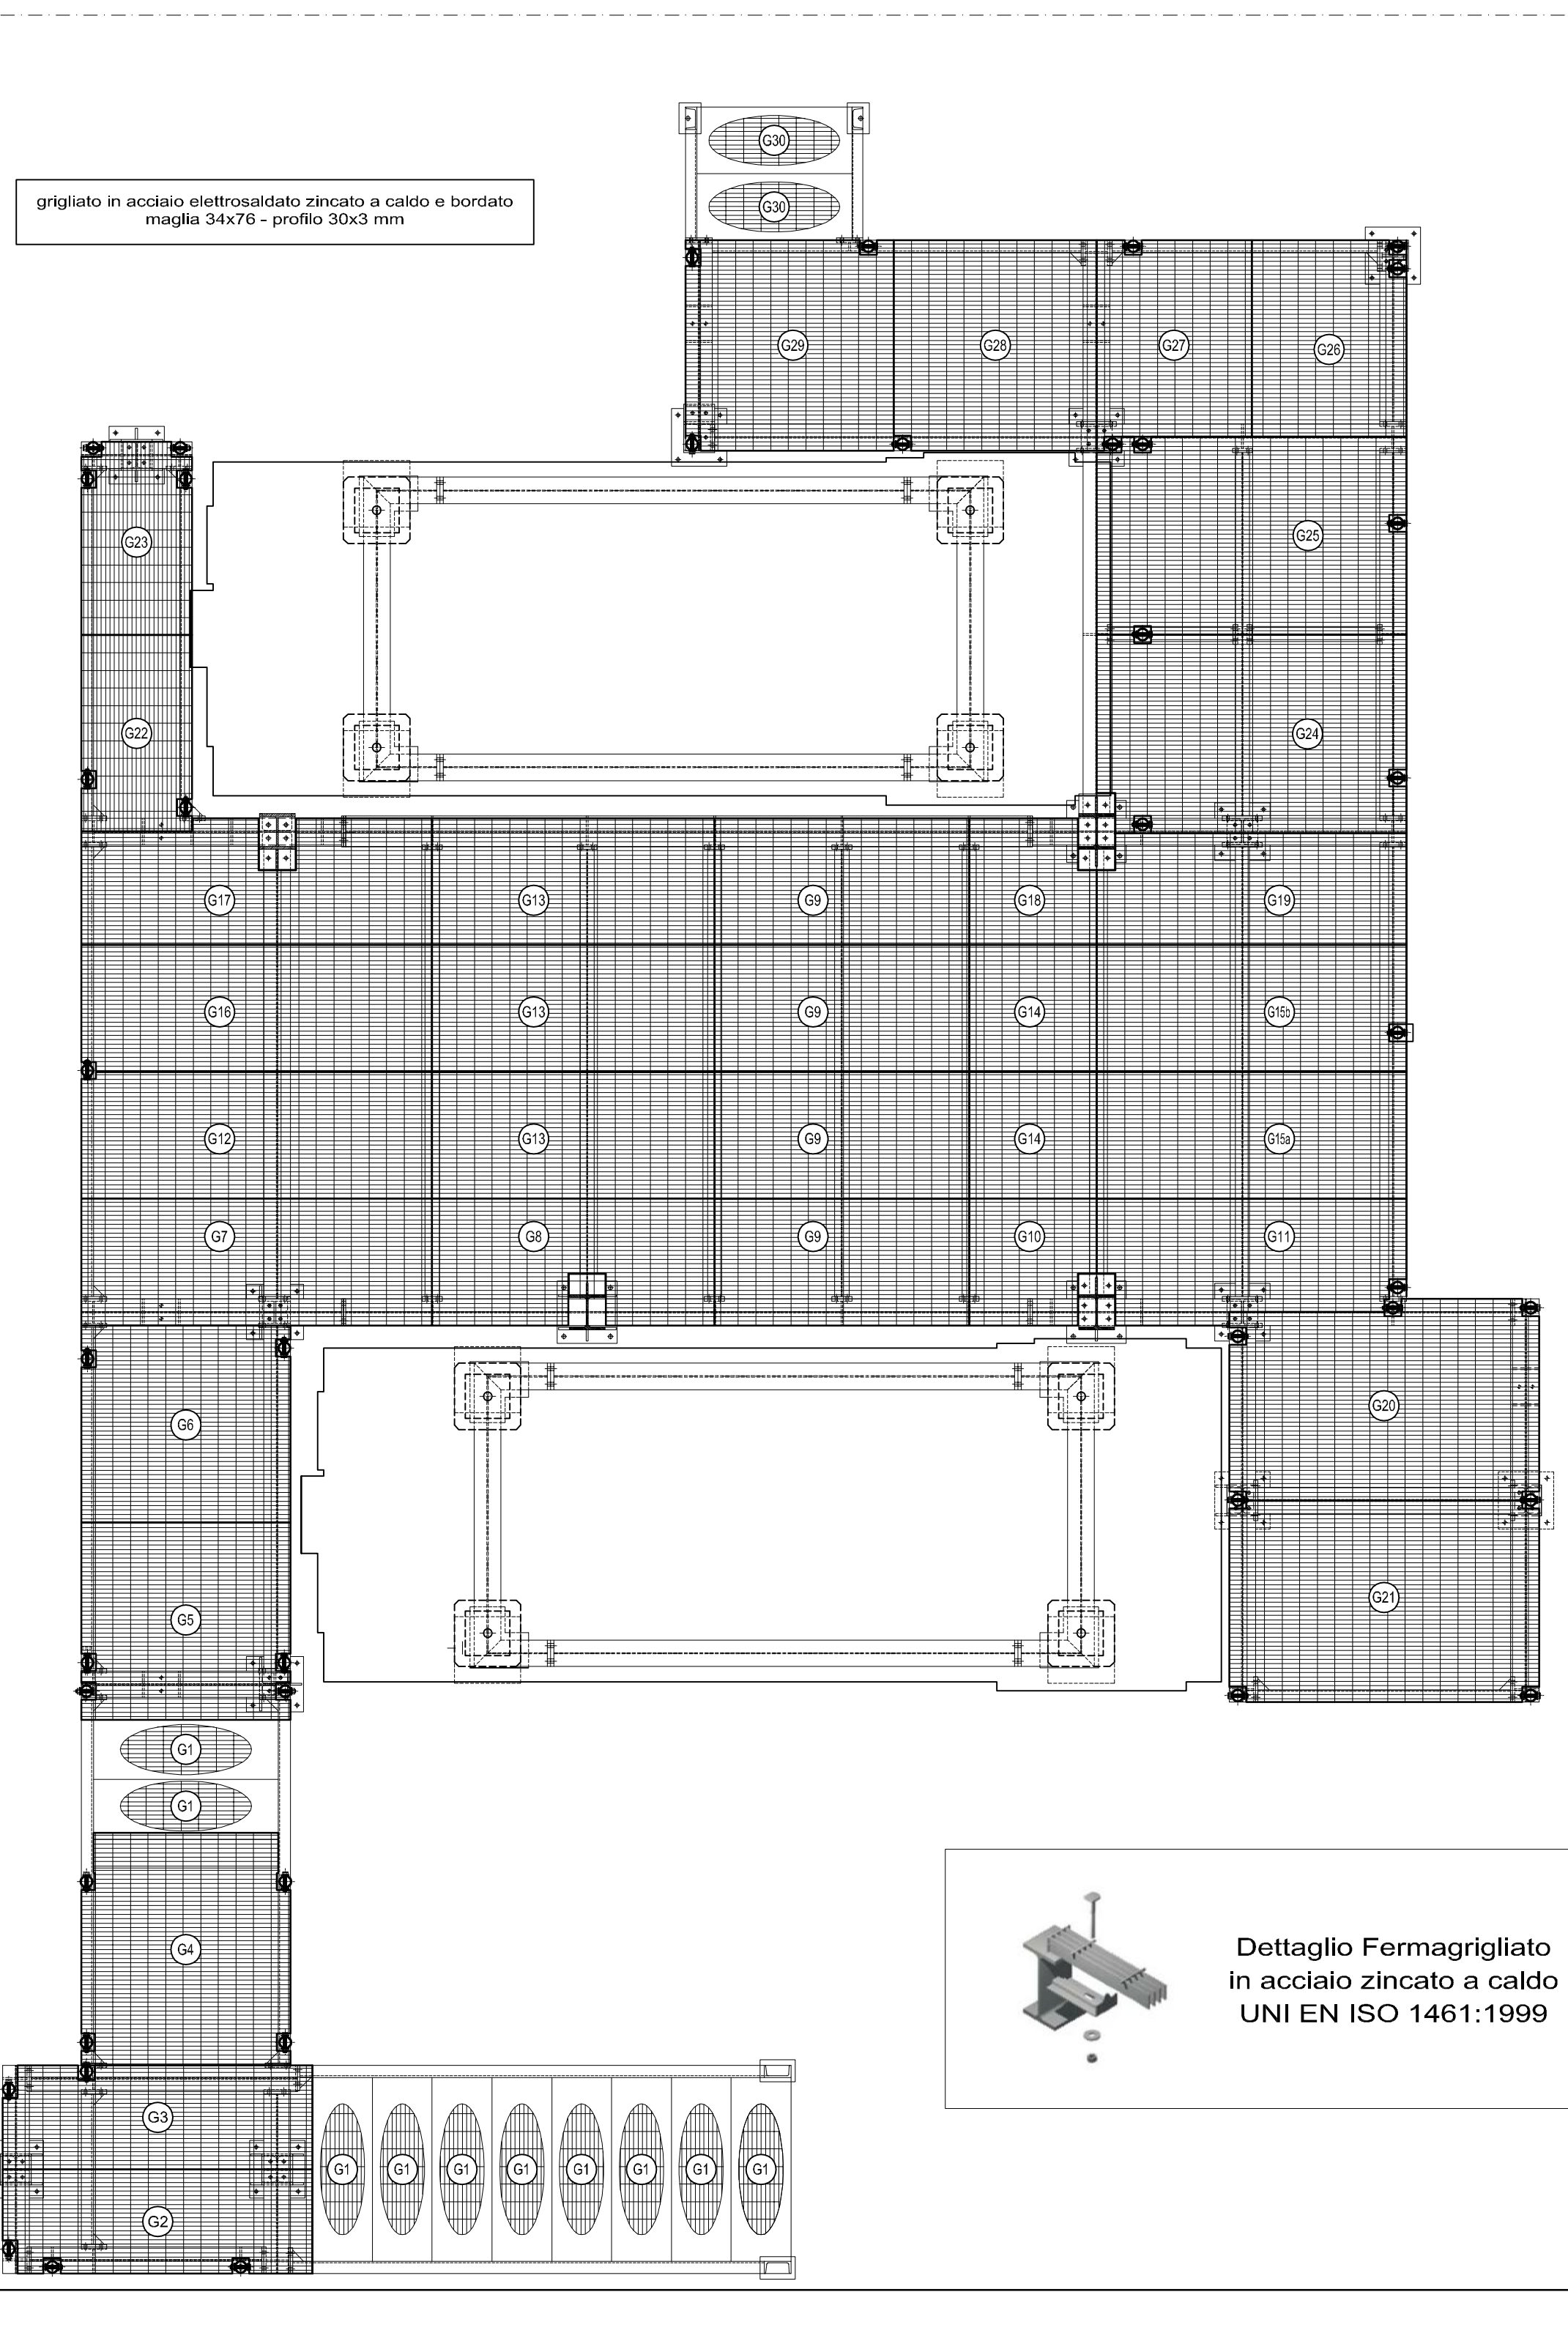 G30
grigliato in acciaio elettrosaldato zincato a caldo e bordato
maglia 34x76 - profilo 30x3 mm
G30
G29
G28
G27
G26
G25
G23
G24
G22
G17
G13
G9
G18
G19
G16
G13
G9
G14
G15b
G12
G13
G9
G14
G15a
G7
G8
G9
G10
G11
G20
G6
G21
G5
G1
G1
G4
Dettaglio Fermagrigliato
in acciaio zincato a caldo
UNI EN ISO 1461:1999
G3
G1
G1
G1
G1
G1
G1
G1
G1
G2